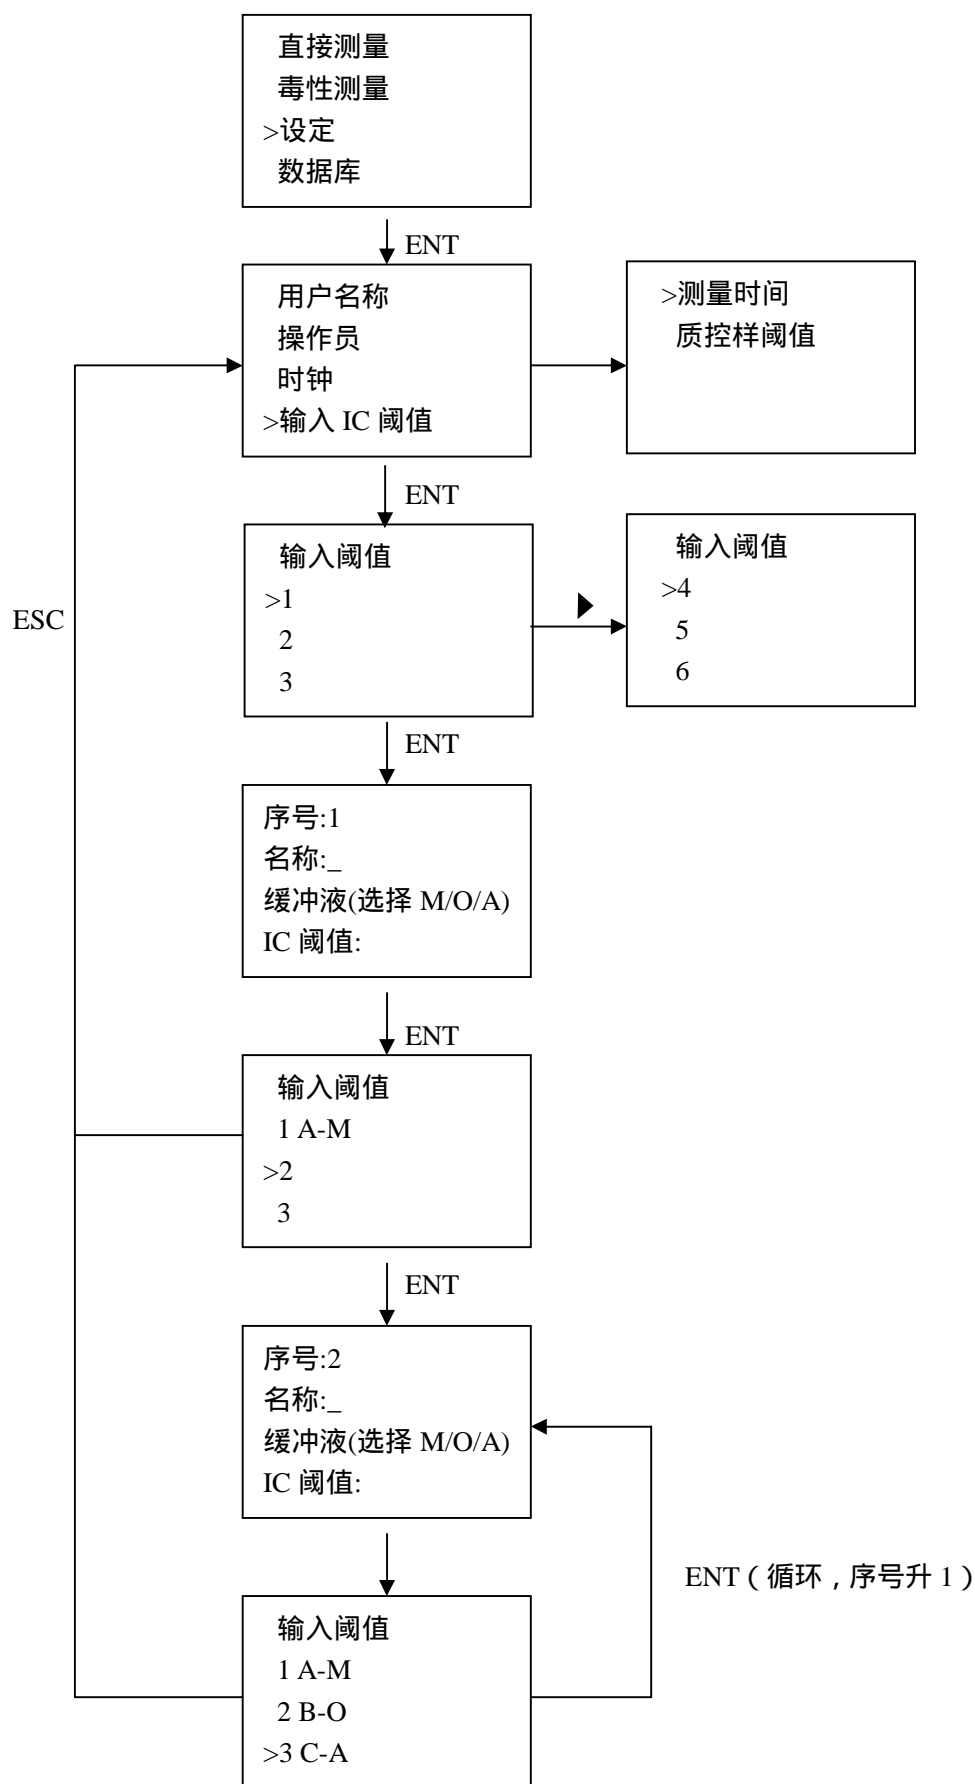 直接测量
毒性测量
>设定
数据库
ENT
用户名称
操作员
时钟
>输入 IC 阈值
>测量时间
质控样阈值
ENT
输入阈值
>1
2
3
输入阈值
>4
5
6
ESC
ENT
序号:1
名称:_
缓冲液(选择 M/O/A)
IC 阈值:
ENT
输入阈值
1 A-M
>2
3
ENT
序号:2
名称:_
缓冲液(选择 M/O/A)
IC 阈值:
ENT（循环，序号升 1）
输入阈值
1 A-M
2 B-O
>3 C-A